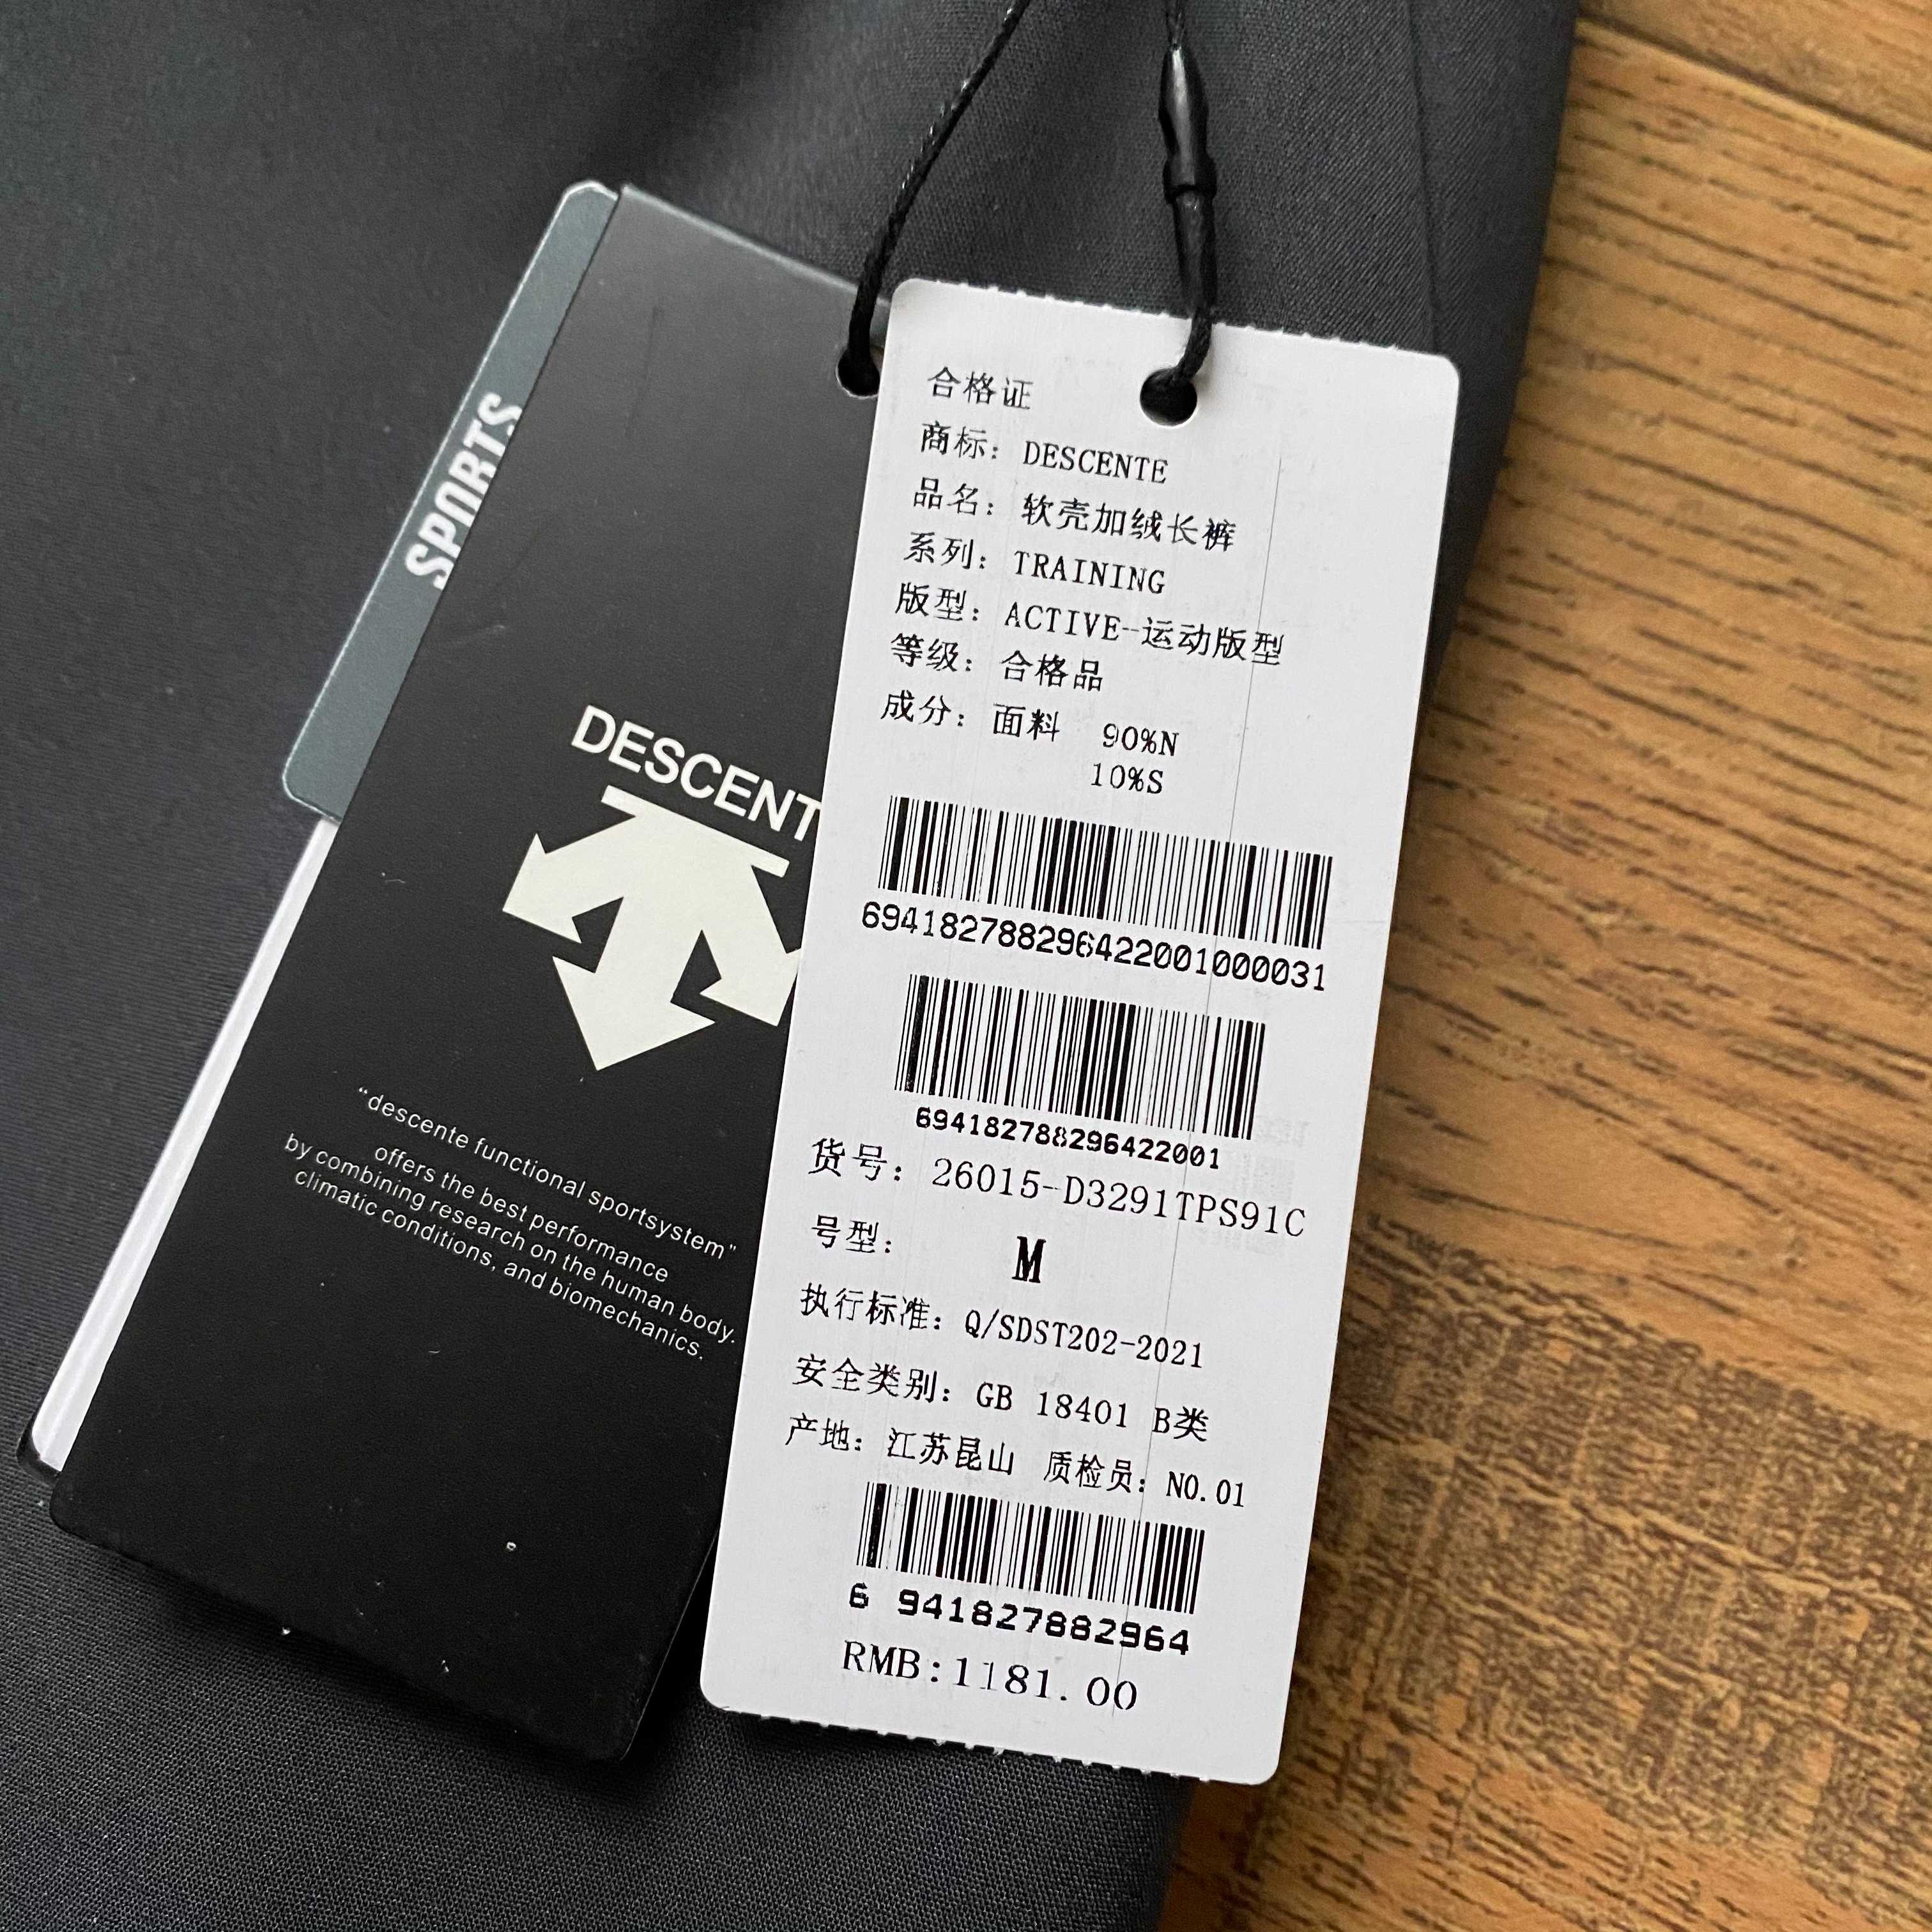 SPORTS
DESCENT
“descente functional sportsystem”
offers the best performance
by combining research on the human body.
climatic conditions, and biomechanics.
合格证
商标: DESCENTE
品名: 软壳加绒长裤
系列: TRAINING
版型: ACTIVE-运动版型
等级: 合格品
成分: 面料 90%N
10%S
694182788296422001000031
694182788296422001
货号: 26015-D3291TPS91C
号型: M
执行标准: Q/SDST202-2021
安全类别: GB 18401 B类
产地: 江苏昆山 质检员: NO.01
6 941827882964
RMB:1181.00